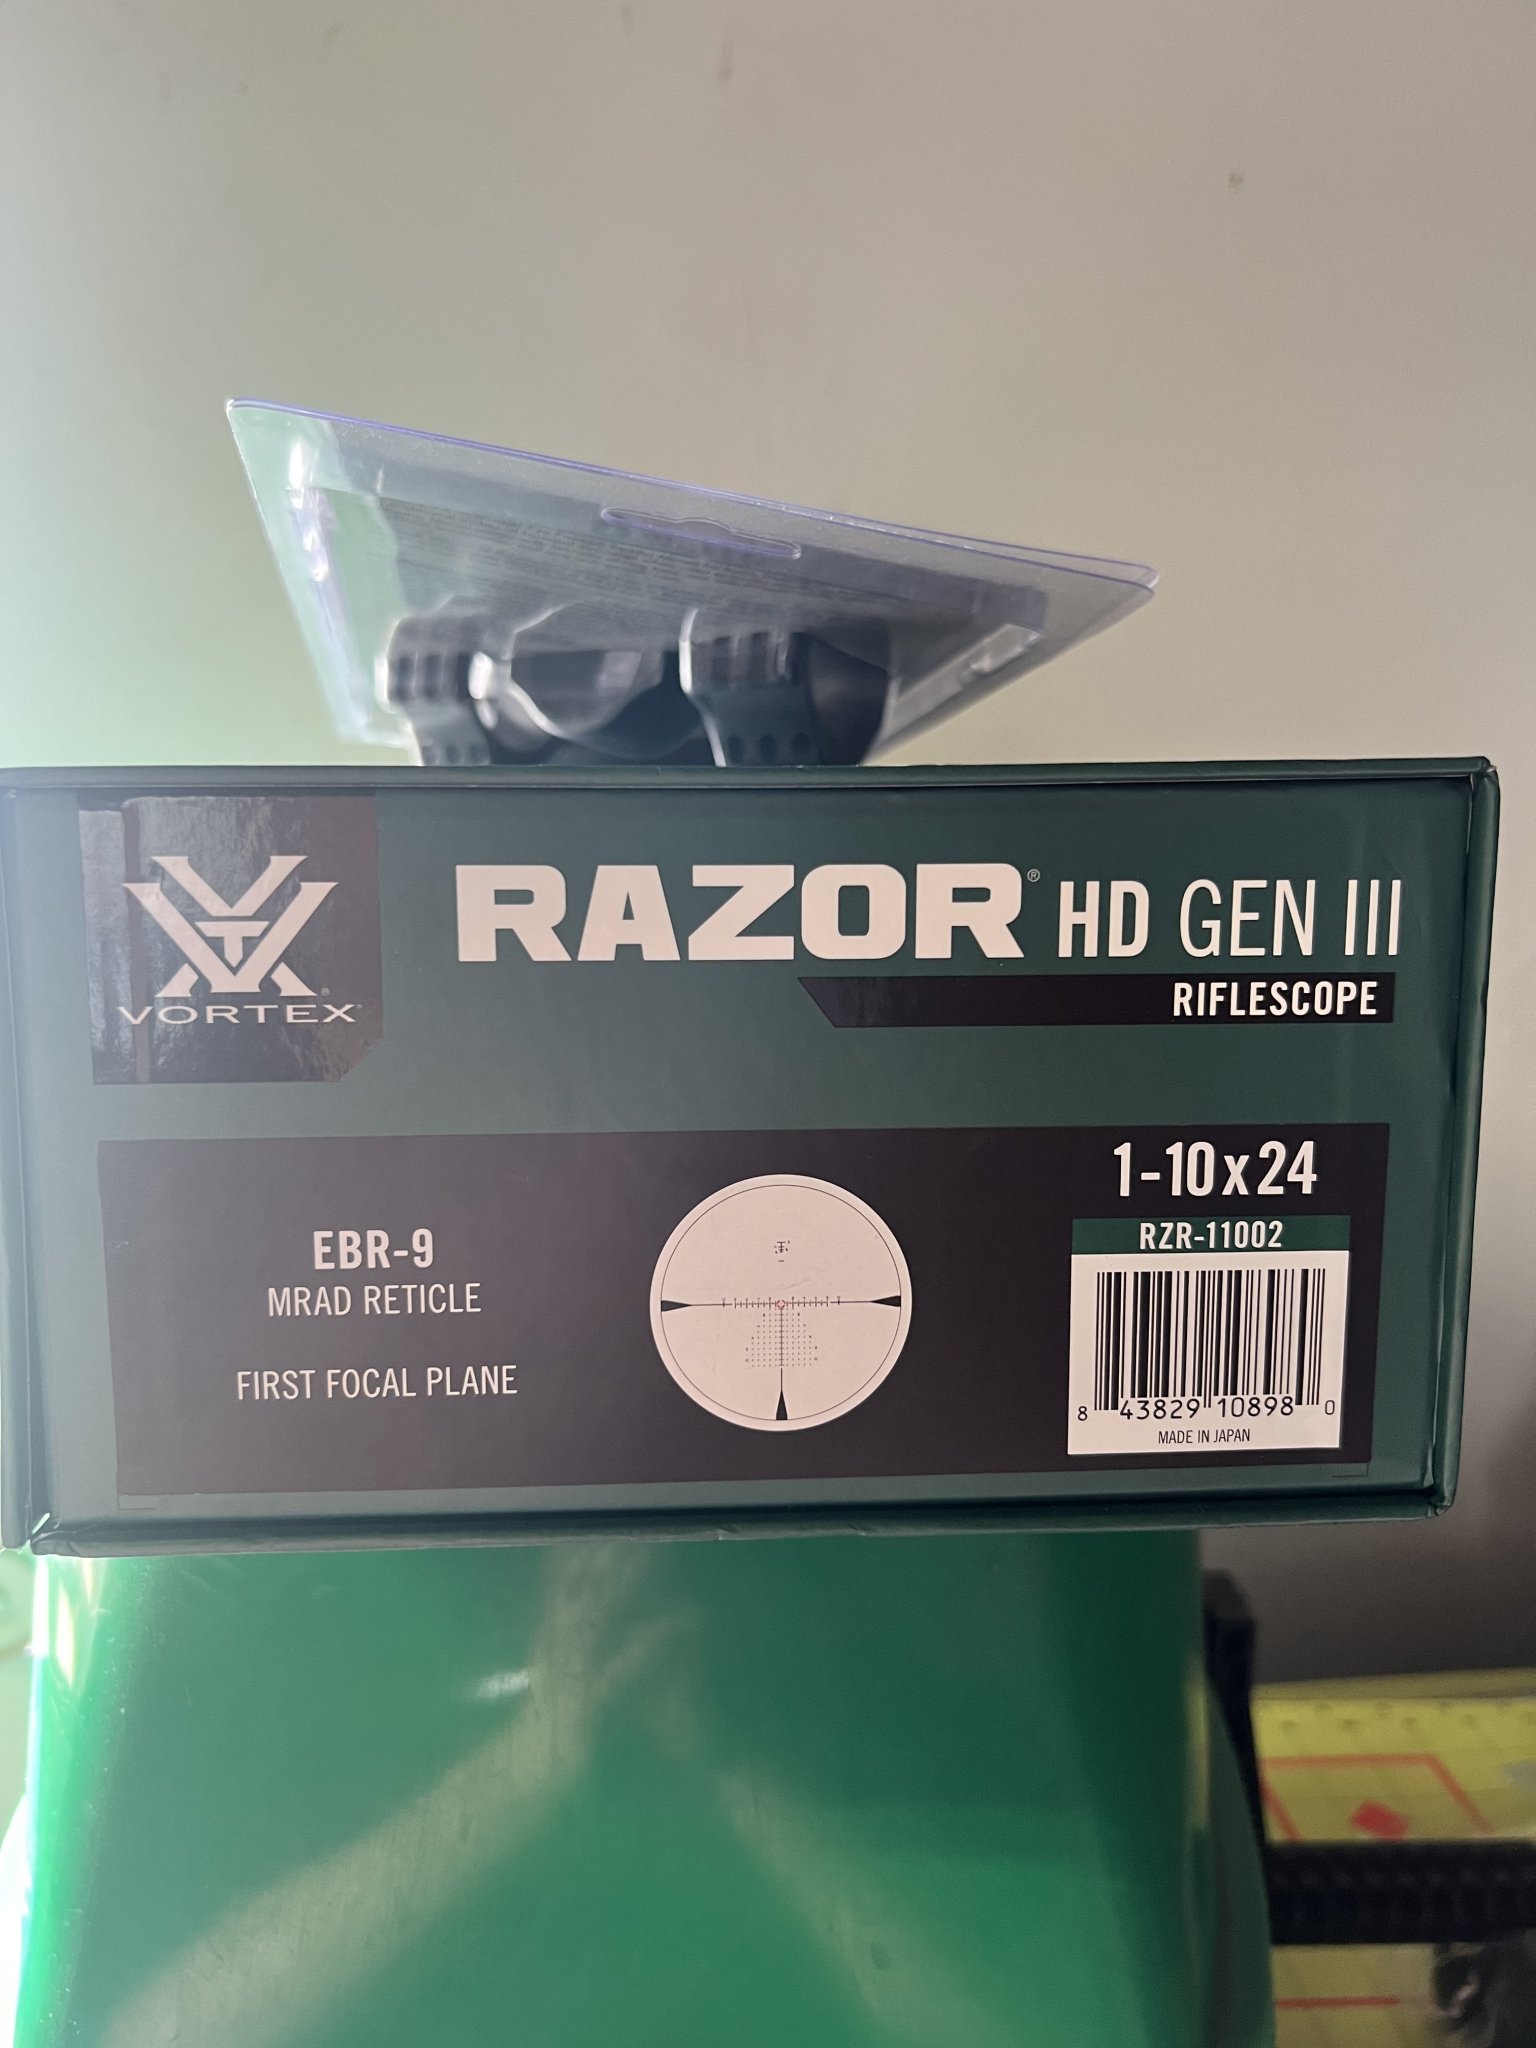 VORTEX®
RAZOR® HD GEN III
RIFLESCOPE
EBR-9
MRAD RETICLE
FIRST FOCAL PLANE
1-10x24
RZR-11002
8 43829 10898 0
MADE IN JAPAN